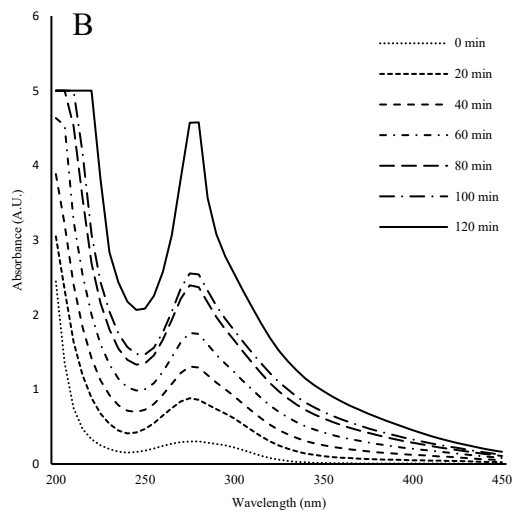 B
6
5
4
3
2
1
0
Absorbance (A.U.)
0 min
20 min
40 min
60 min
80 min
100 min
120 min
200 250 300 350 400 450
Wavelength (nm)